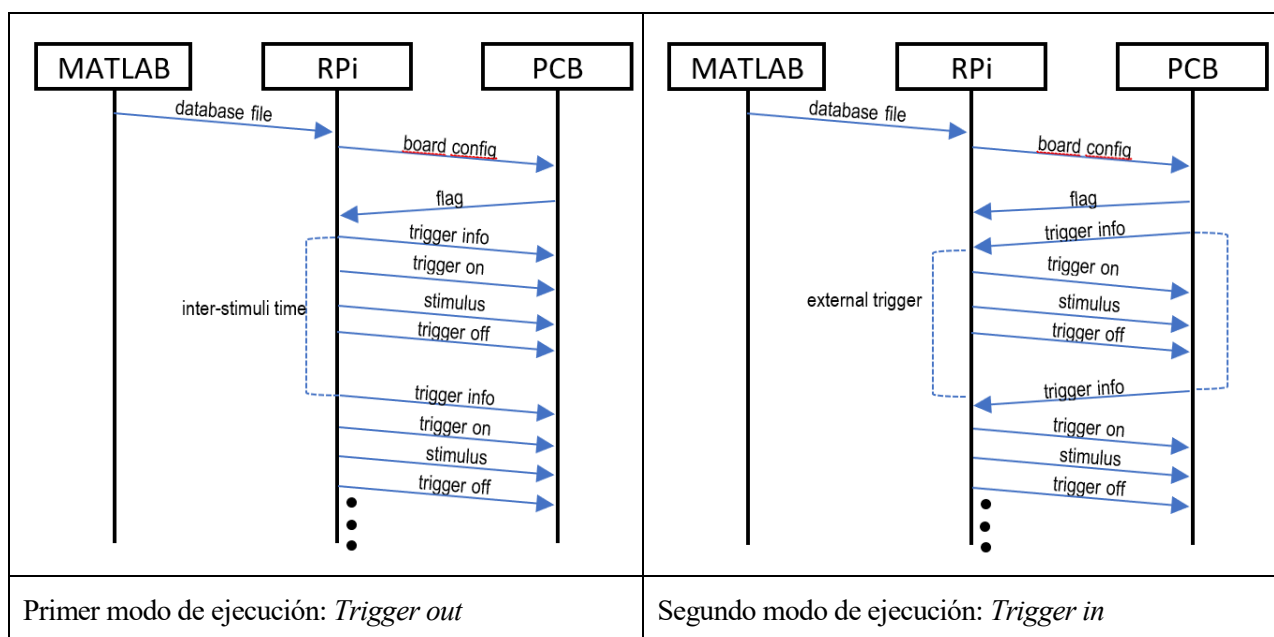 MATLAB
RPi
PCB
database file
board config
flag
trigger info
trigger on
stimulus
inter-stimuli time
trigger off
trigger info
trigger on
stimulus
trigger off
Primer modo de ejecución: Trigger out
MATLAB
RPi
PCB
database file
board config
flag
trigger info
trigger on
external trigger
stimulus
trigger off
trigger info
trigger on
stimulus
trigger off
Segundo modo de ejecución: Trigger in